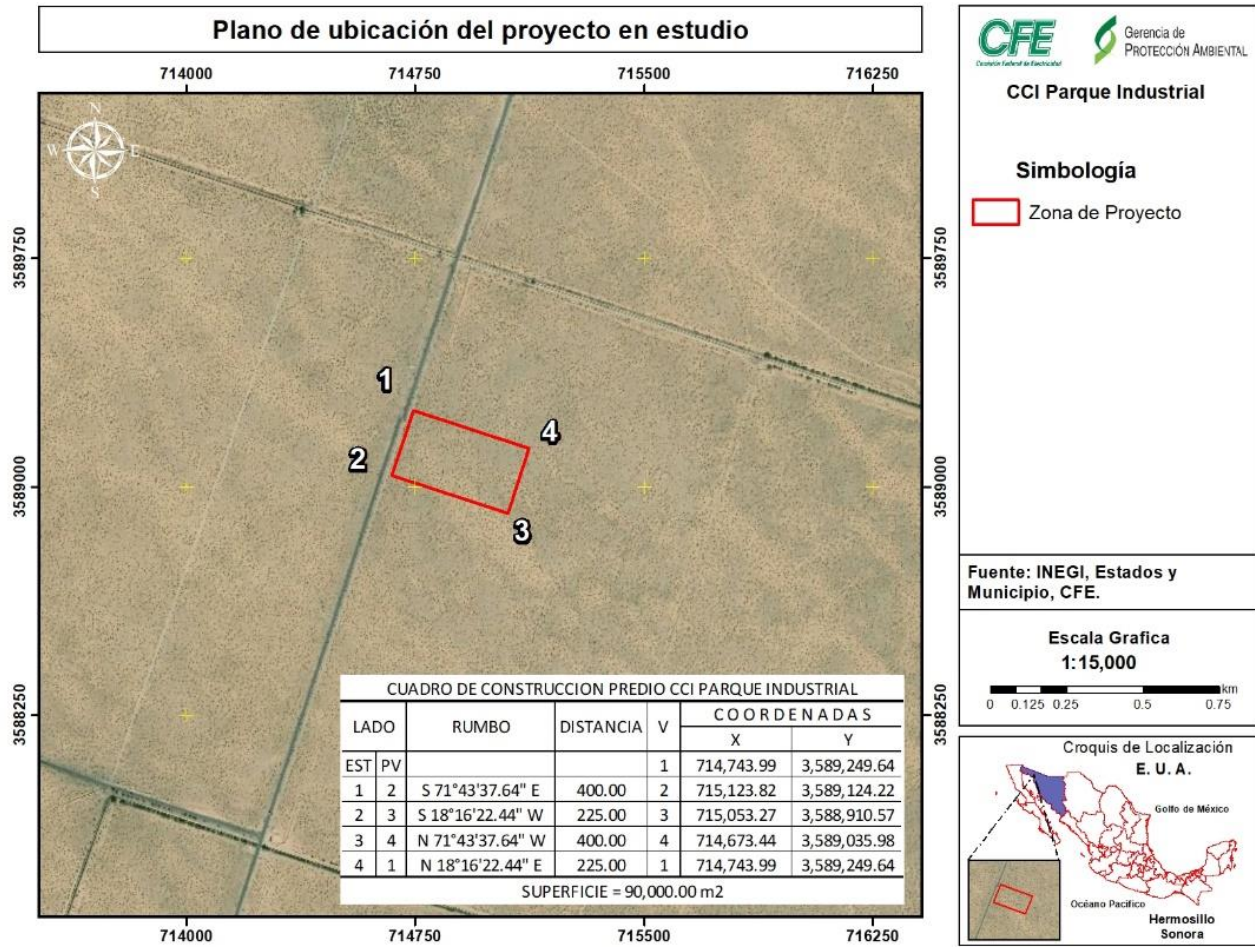 Plano de ubicación del proyecto en estudio
714000 714750 715500 716250
N
W E
S
3589750
3589000
3588250
3589750
3589000
3588250
1
2
4
3
CUADRO DE CONSTRUCCION PREDIO CCI PARQUE INDUSTRIAL
LADO RUMBO DISTANCIA V COORDENADAS
X Y
EST PV 1 714,743.99 3,589,249.64
1 2 S 71°43'37.64" E 400.00 2 715,123.82 3,589,124.22
2 3 S 18°16'22.44" W 225.00 3 715,053.27 3,588,910.57
3 4 N 71°43'37.64" W 400.00 4 714,673.44 3,589,035.98
4 1 N 18°16'22.44" E 225.00 1 714,743.99 3,589,249.64
SUPERFICIE = 90,000.00 m2
714000 714750 715500 716250
CFE
Comisión Federal de Electricidad
Gerencia de
PROTECCIÓN AMBIENTAL
CCI Parque Industrial
Simbología
Zona de Proyecto
Fuente: INEGI, Estados y
Municipio, CFE.
Escala Grafica
1:15,000
km
0 0.125 0.25 0.5 0.75
Croquis de Localización
E. U. A.
Golfo de México
Océano Pacifico
Hermosillo
Sonora